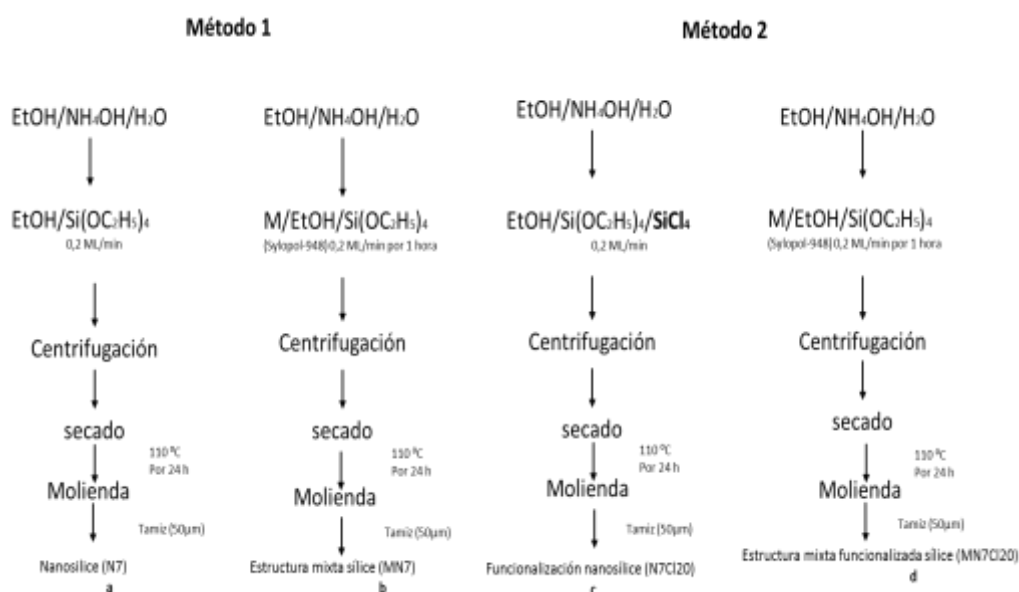 Método 1
EtOH/NH₄OH/H₂O
EtOH/Si(OC₂H₅)₄
0,2 ML/min
Centrifugación
secado
110 ºC
Por 24 h
Molienda
Tamiz (50µm)
Nanosilice (N7)
a
EtOH/NH₄OH/H₂O
M/EtOH/Si(OC₂H₅)₄
(Sylopol-948) 0,2 ML/min por 1 hora
Centrifugación
secado
110 ºC
Por 24 h
Molienda
Tamiz (50µm)
Estructura mixta sílice (MN7)
b
Método 2
EtOH/NH₄OH/H₂O
EtOH/Si(OC₂H₅)₄/SiCl₄
0,2 ML/min
Centrifugación
secado
110 ºC
Por 24 h
Molienda
Tamiz (50µm)
Funcionalización nanosílice (N7Cl20)
c
EtOH/NH₄OH/H₂O
M/EtOH/Si(OC₂H₅)₄
(Sylopol-948) 0,2 ML/min por 1 hora
Centrifugación
secado
110 ºC
Por 24 h
Molienda
Tamiz (50µm)
Estructura mixta funcionalizada sílice (MN7Cl20)
d